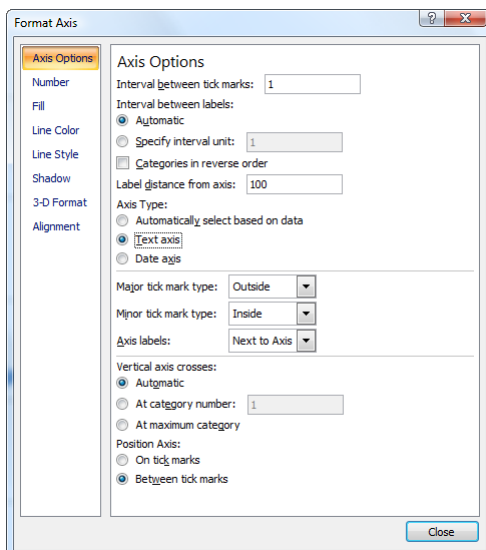 Format Axis
?
Axis Options
Number
Fill
Line Color
Line Style
Shadow
3-D Format
Alignment
Axis Options
Interval between tick marks: 1
Interval between labels:
Automatic
Specify interval unit: 1
Categories in reverse order
Label distance from axis: 100
Axis Type:
Automatically select based on data
Text axis
Date axis
Major tick mark type: Outside
Minor tick mark type: Inside
Axis labels: Next to Axis
Vertical axis crosses:
Automatic
At category number: 1
At maximum category
Position Axis:
On tick marks
Between tick marks
Close